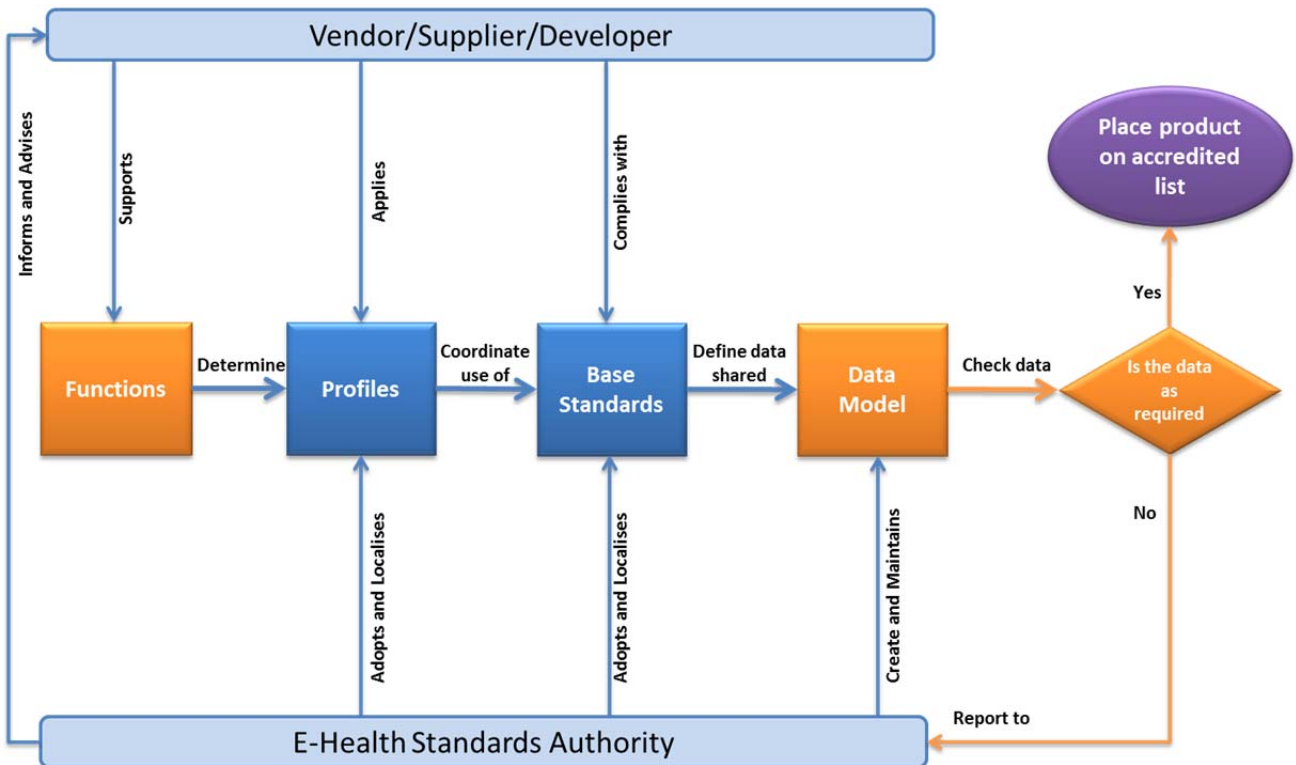 Vendor/Supplier/Developer
Informs and Advises
Supports
Applies
Complies with
Place product
on accredited
list
Yes
Functions
Determine
Profiles
Coordinate
use of
Base
Standards
Define data
shared
Data
Model
Check data
Is the data
as
required
No
Adopts and Localises
Adopts and Localises
Create and Maintains
Report to
E-Health Standards Authority